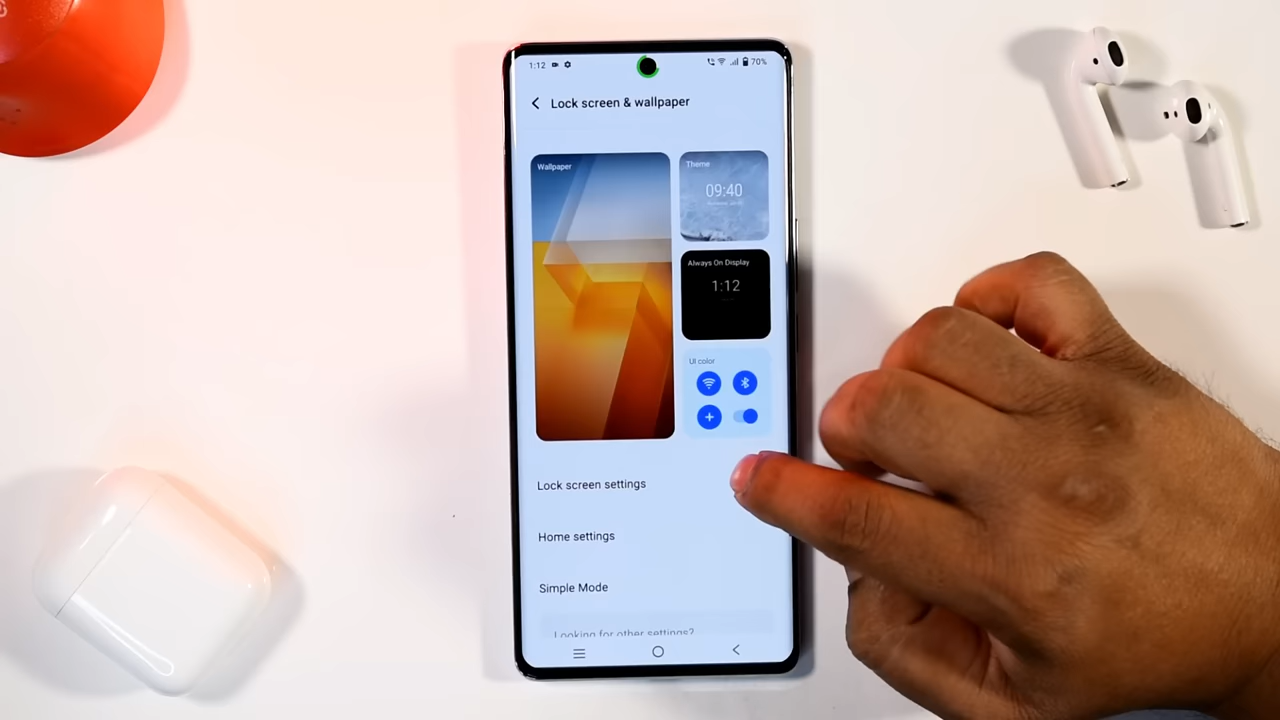 1:12
70%
Lock screen & wallpaper
Wallpaper
Theme
09:40
Always On Display
1:12
UI color
Lock screen settings
Home settings
Simple Mode
Looking for other settings?